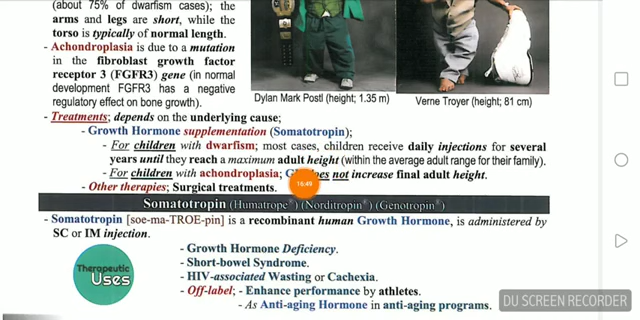 (about 75% of dwarfism cases); the
arms and legs are short, while the
torso is typically of normal length.
- Achondroplasia is due to a mutation
in the fibroblast growth factor
receptor 3 (FGFR3) gene (in normal
development FGFR3 has a negative
regulatory effect on bone growth).
Dylan Mark Postl (height; 1.35 m)
Verne Troyer (height; 81 cm)
- Treatments; depends on the underlying cause;
- Growth Hormone supplementation (Somatotropin);
- For children with dwarfism; most cases, children receive daily injections for several
years until they reach a maximum adult height (within the average adult range for their family).
- For children with achondroplasia; not increase final adult height.
16:49
- Other therapies; Surgical treatments.
Somatotropin (Humatrope®) (Norditropin®) (Genotropin®)
- Somatotropin [soe-ma-TROE-pin] is a recombinant human Growth Hormone, is administered by
SC or IM injection.
Therapeutic
Uses
- Growth Hormone Deficiency.
- Short-bowel Syndrome.
- HIV-associated Wasting or Cachexia.
- Off-label; - Enhance performance by athletes.
- As Anti-aging Hormone in anti-aging programs.
DU SCREEN RECORDER